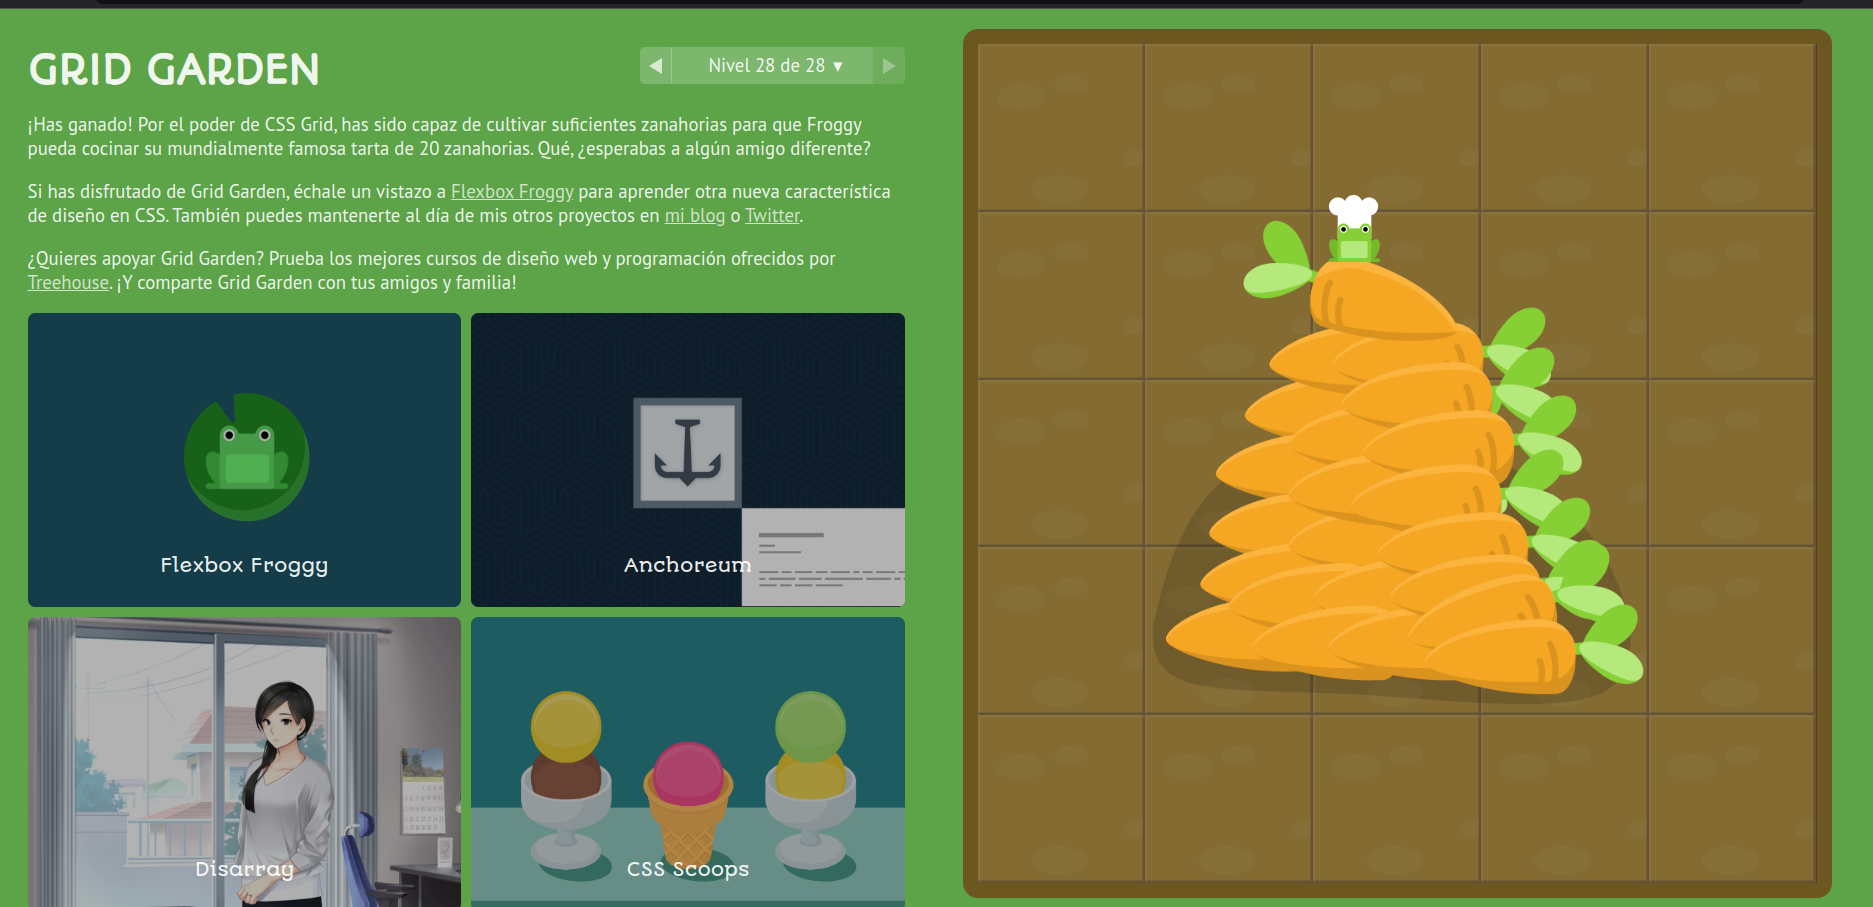 GRID GARDEN
Nivel 28 de 28 ▼
¡Has ganado! Por el poder de CSS Grid, has sido capaz de cultivar suficientes zanahorias para que Froggy
pueda cocinar su mundialmente famosa tarta de 20 zanahorias. Qué, ¿esperabas a algún amigo diferente?
Si has disfrutado de Grid Garden, échale un vistazo a Flexbox Froggy para aprender otra nueva característica
de diseño en CSS. También puedes mantenerte al día de mis otros proyectos en mi blog o Twitter.
¿Quieres apoyar Grid Garden? Prueba los mejores cursos de diseño web y programación ofrecidos por
Treehouse. ¡Y comparte Grid Garden con tus amigos y familia!
Flexbox Froggy
Anchoreum
Disarray
CSS Scoops